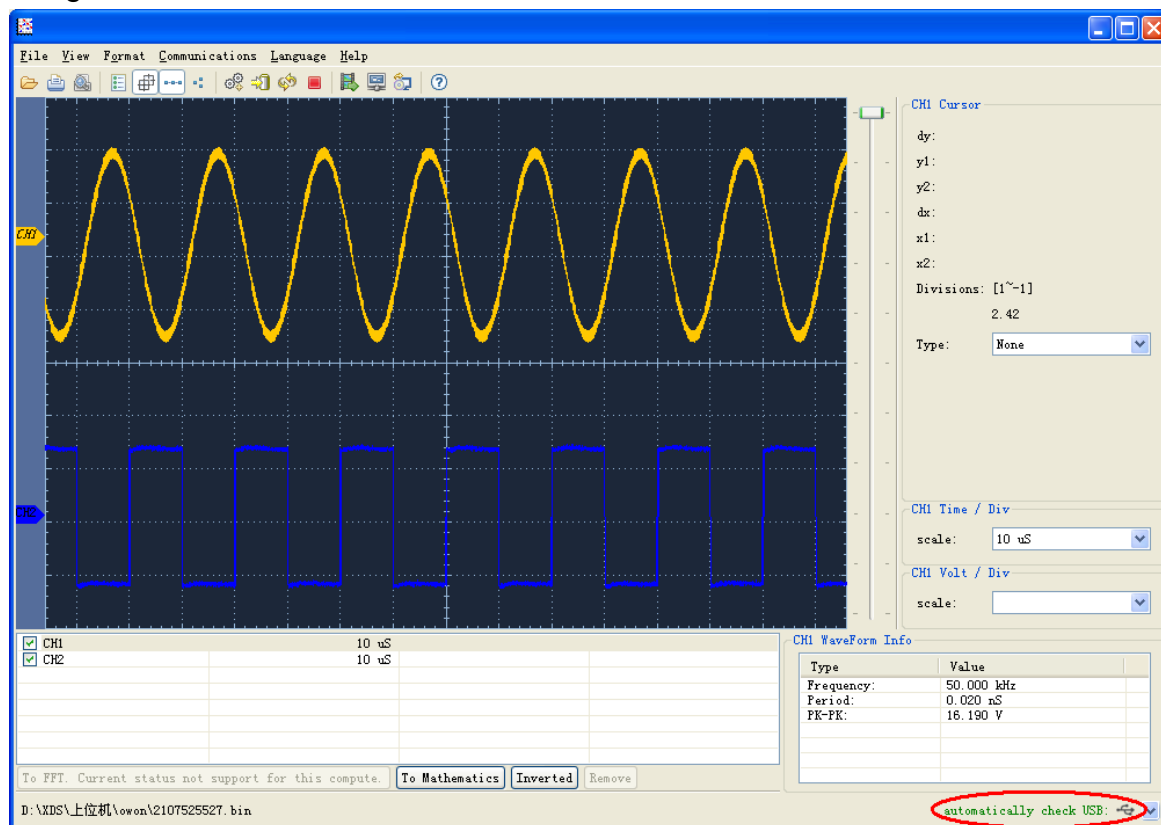 File View Format Communications Language Help
CH1 Cursor
dy:
y1:
y2:
dx:
x1:
x2:
Divisions: [1~-1]
2.42
Type: None
CH1
CH2
CH1 Time / Div
scale: 10 uS
CH1 Volt / Div
scale:
CH1 10 uS
CH2 10 uS
CH1 WaveForm Info
Type Value
Frequency: 50.000 kHz
Period: 0.020 nS
PK-PK: 16.190 V
To FFT. Current status not support for this compute. To Mathematics Inverted Remove
D:\XDS\上位机\owon\2107525527.bin automatically check USB: